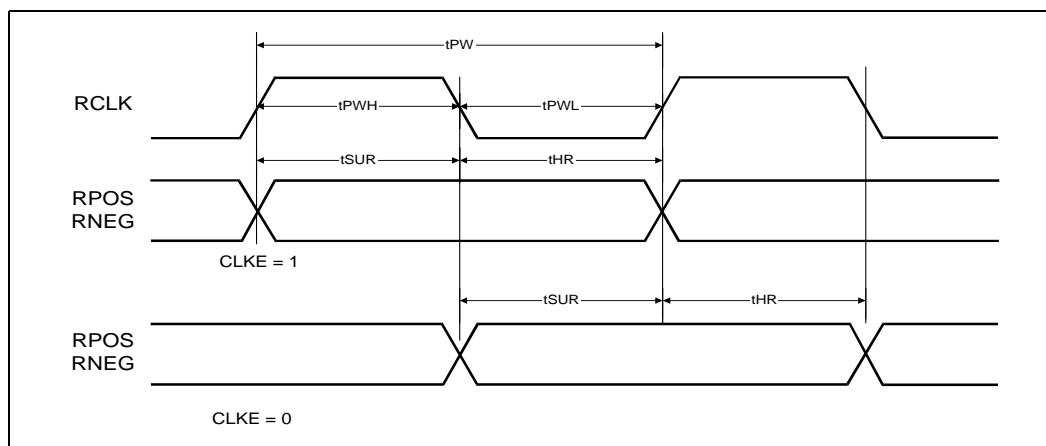 tPW
RCLK
tPWH
tPWL
tSUR
tHR
RPOS
RNEG
CLKE = 1
tSUR
tHR
RPOS
RNEG
CLKE = 0